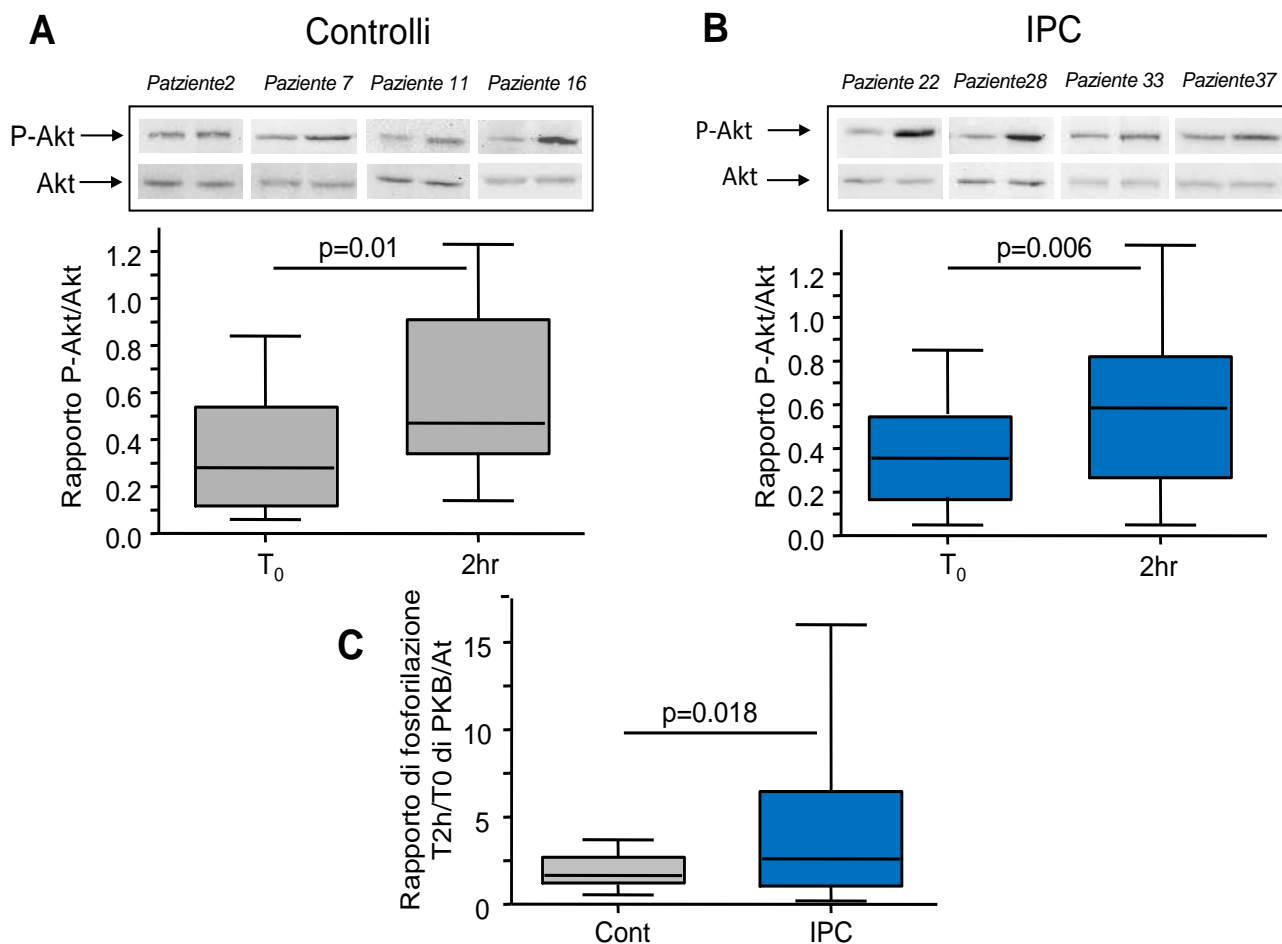 A
Controlli
Patziente2 Paziente 7 Paziente 11 Paziente 16
P-Akt
Akt
Rapporto P-Akt/Akt
1.2
1.0
0.8
0.6
0.4
0.2
0.0
p=0.01
T0 2hr
B
IPC
Paziente 22 Paziente28 Paziente 33 Paziente37
P-Akt
Akt
Rapporto P-Akt/Akt
1.2
1.0
0.8
0.6
0.4
0.2
0.0
p=0.006
T0 2hr
C
Rapporto di fosforilazione
T2h/T0 di PKB/At
15
10
5
0
p=0.018
Cont IPC